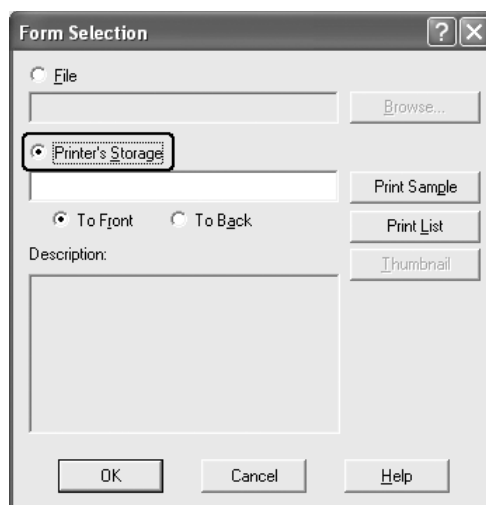 Form Selection
File
Browse...
Printer's Storage
Print Sample
To Front To Back
Print List
Description:
Thumbnail
OK Cancel Help